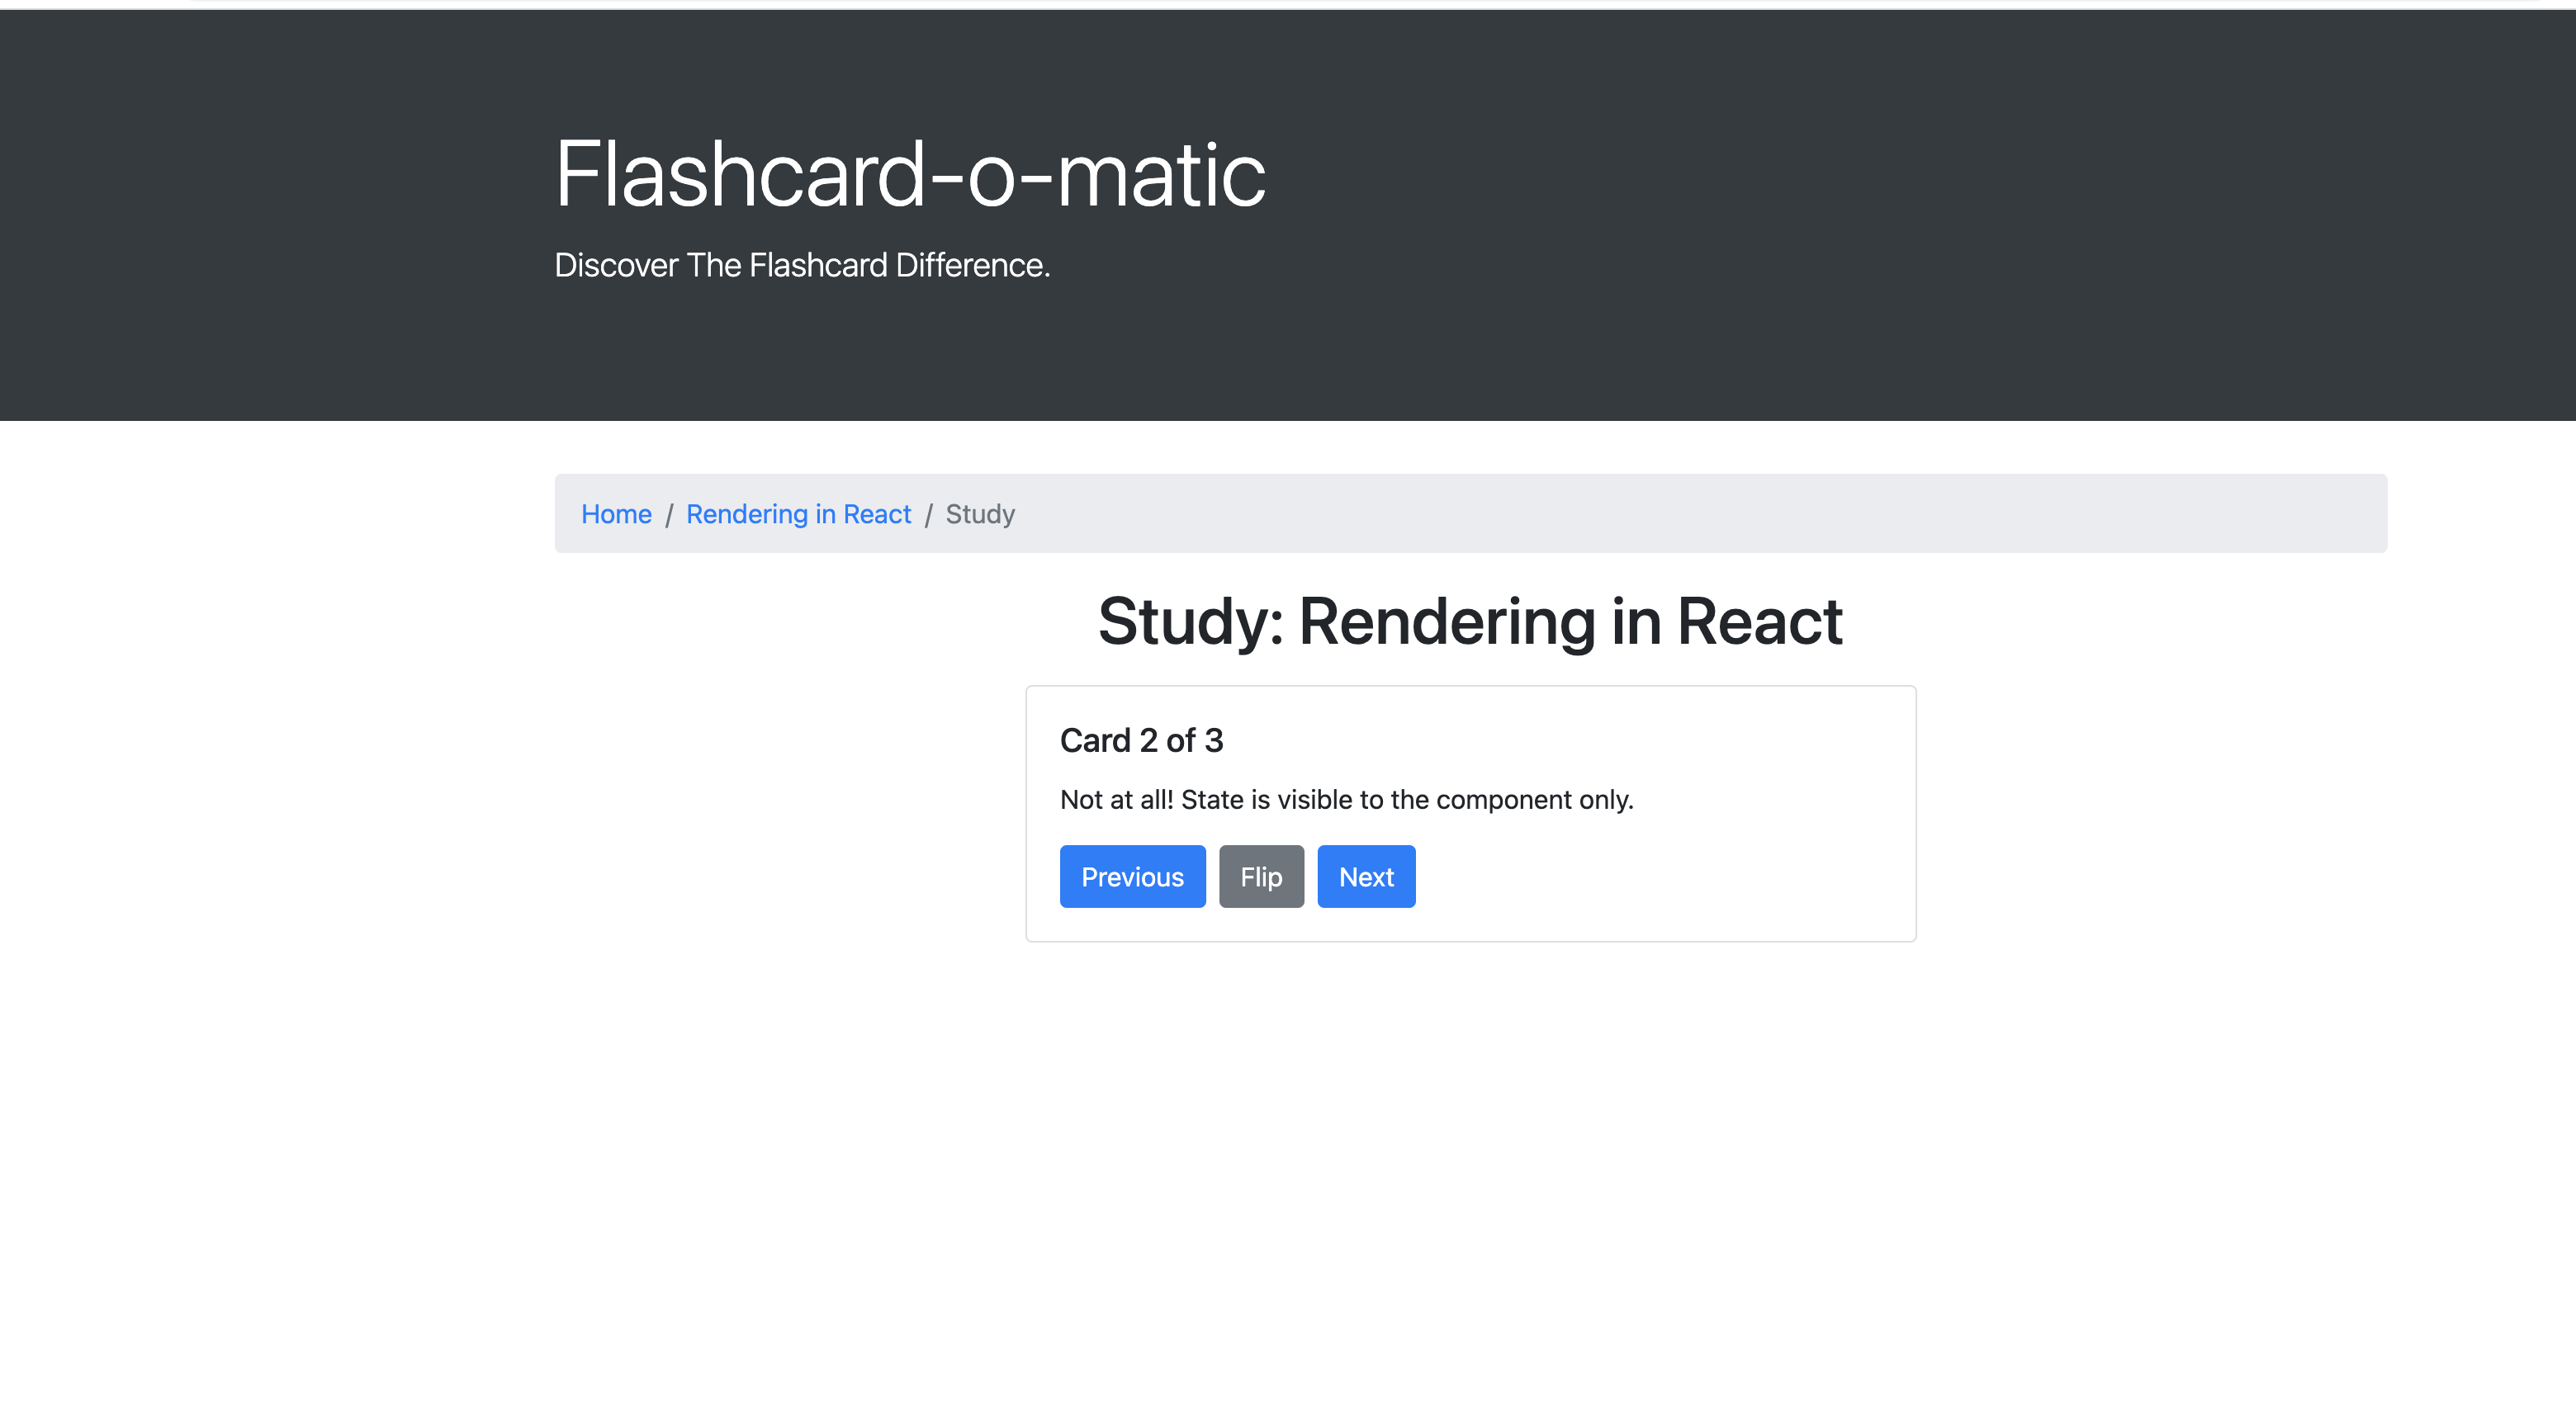 Flashcard-o-matic
Discover The Flashcard Difference.
Home / Rendering in React / Study
Study: Rendering in React
Card 2 of 3
Not at all! State is visible to the component only.
Previous Flip Next